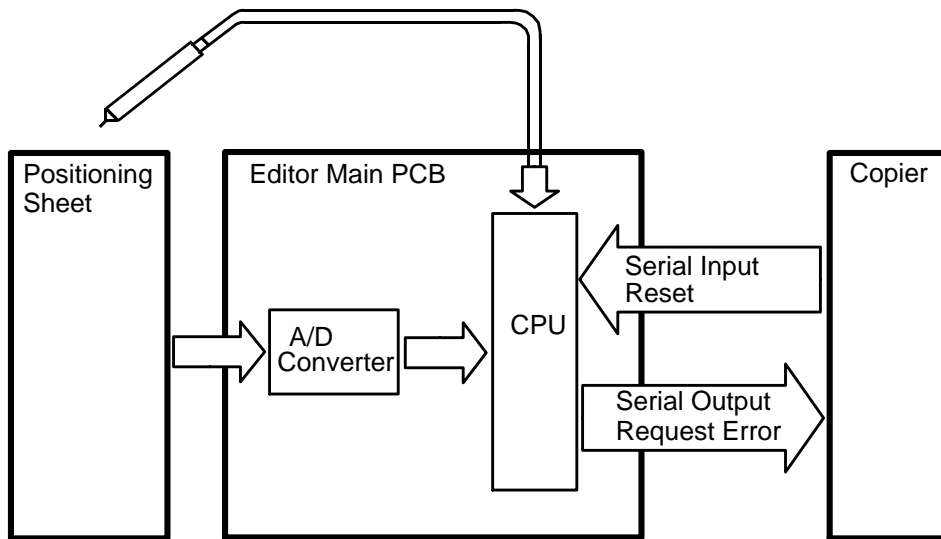 Positioning
Sheet
Editor Main PCB
A/D
Converter
CPU
Copier
Serial Input
Reset
Serial Output
Request Error